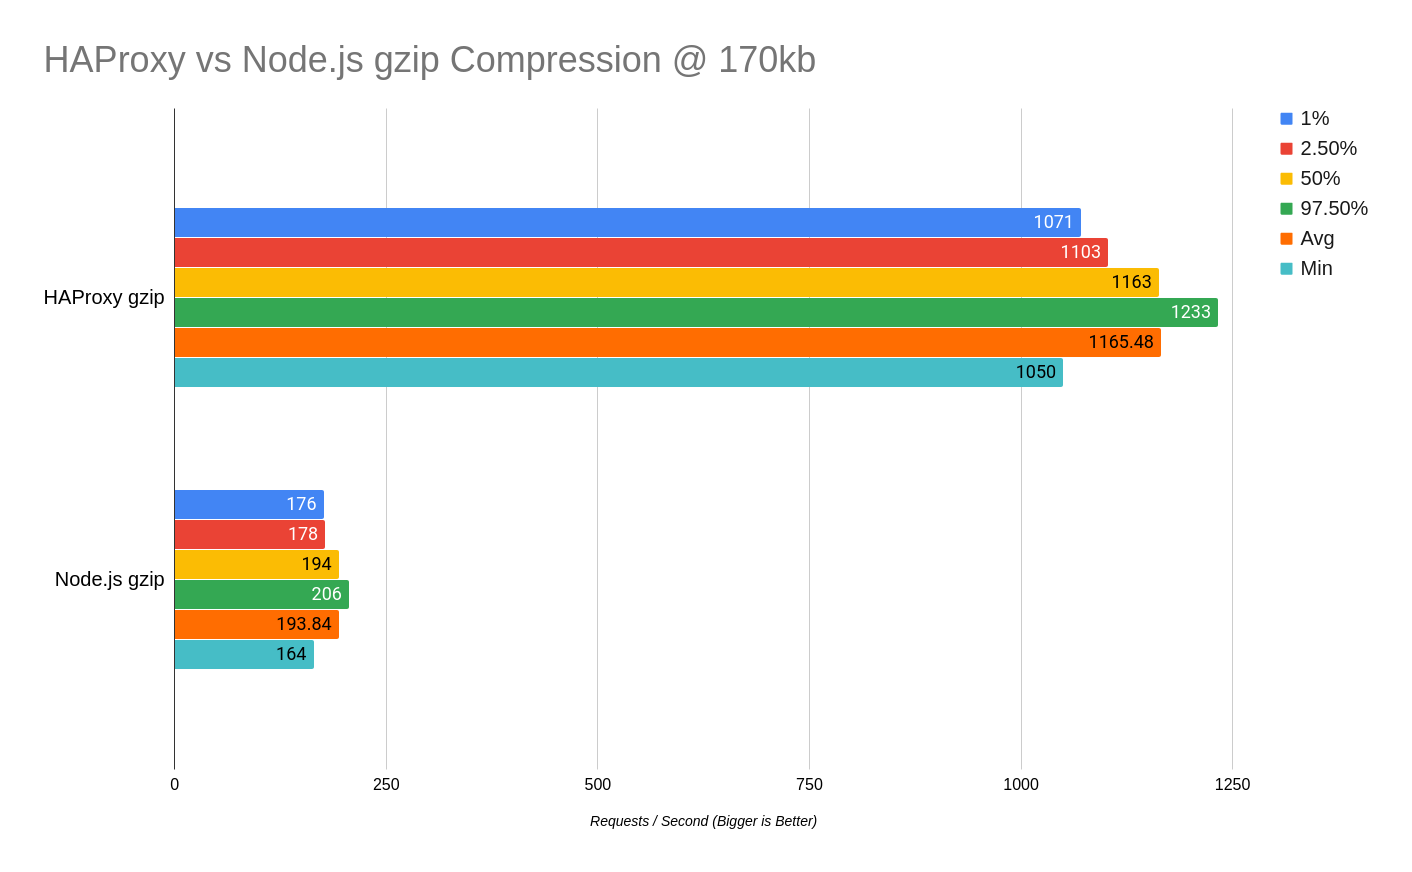 HAProxy vs Node.js gzip Compression @ 170kb
1%
2.50%
50%
97.50%
Avg
Min
HAProxy gzip
1071
1103
1163
1233
1165.48
1050
Node.js gzip
176
178
194
206
193.84
164
0 250 500 750 1000 1250
Requests / Second (Bigger is Better)